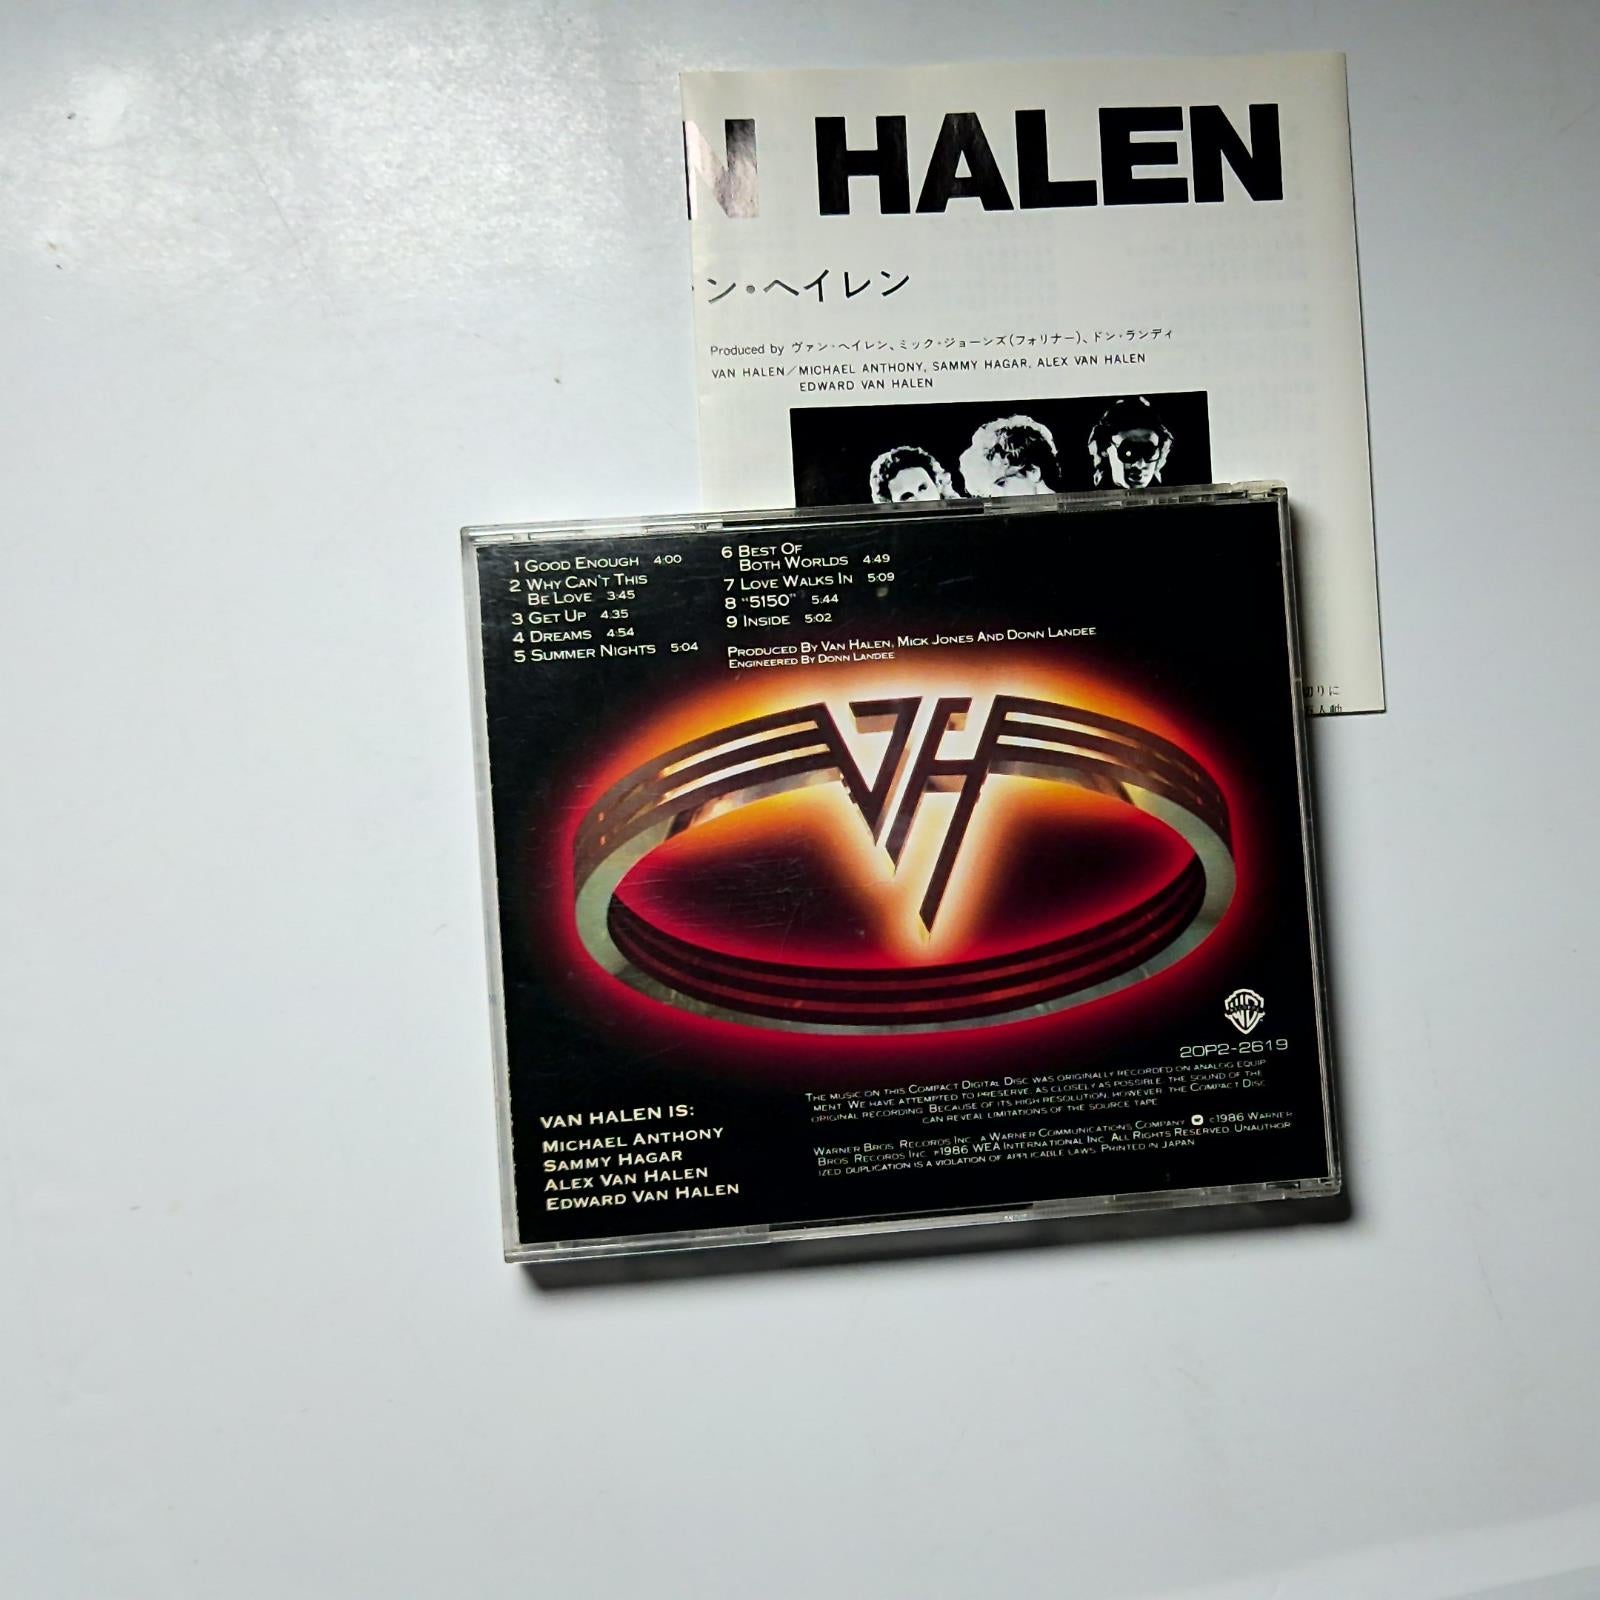 N HALEN
ン・ヘイレン
Produced by ヴァン・ヘイレン、ミック・ジョーンズ(フォリナー)、ドン・ランディ
VAN HALEN／MICHAEL ANTHONY, SAMMY HAGAR, ALEX VAN HALEN
EDWARD VAN HALEN
切りに
1 GOOD ENOUGH 4:00
2 WHY CAN'T THIS
BE LOVE 3:45
3 GET UP 4:35
4 DREAMS 4:54
5 SUMMER NIGHTS 5:04
6 BEST OF
BOTH WORLDS 4:49
7 LOVE WALKS IN 5:09
8 "5150" 5:44
9 INSIDE 5:02
PRODUCED BY VAN HALEN, MICK JONES AND DONN LANDEE
ENGINEERED BY DONN LANDEE
VH
20P2-2619
THE MUSIC ON THIS COMPACT DIGITAL DISC WAS ORIGINALLY RECORDED ON ANALOG EQUIP
MENT. WE HAVE ATTEMPTED TO PRESERVE, AS CLOSELY AS POSSIBLE, THE SOUND OF THE
ORIGINAL RECORDING. BECAUSE OF ITS HIGH RESOLUTION, HOWEVER, THE COMPACT DISC
CAN REVEAL LIMITATIONS OF THE SOURCE TAPE
WARNER BROS. RECORDS INC., A WARNER COMMUNICATIONS COMPANY c1986 WARNER
BROS. RECORDS INC. ℗1986 WEA INTERNATIONAL INC. ALL RIGHTS RESERVED. UNAUTHOR
IZED DUPLICATION IS A VIOLATION OF APPLICABLE LAWS. PRINTED IN JAPAN
VAN HALEN IS:
MICHAEL ANTHONY
SAMMY HAGAR
ALEX VAN HALEN
EDWARD VAN HALEN